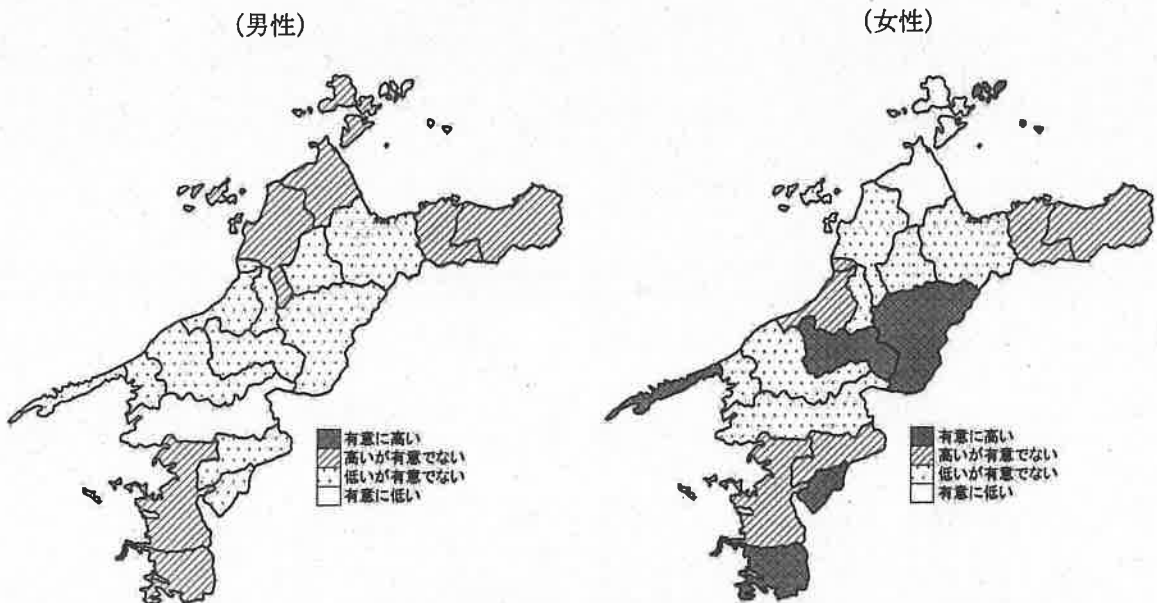 (男性)
(女性)
有意に高い
高いが有意でない
低いが有意でない
有意に低い
有意に高い
高いが有意でない
低いが有意でない
有意に低い